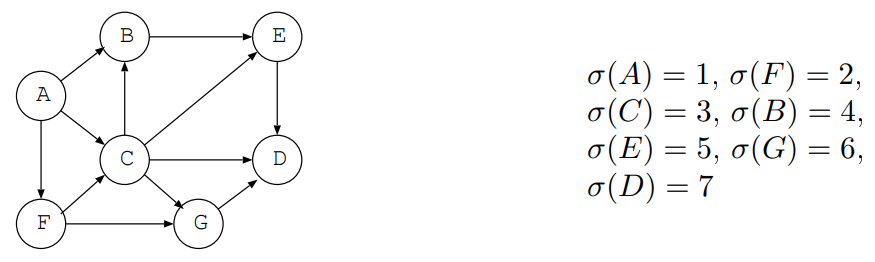 B
E
A
C
D
F
G
σ(A) = 1, σ(F) = 2,
σ(C) = 3, σ(B) = 4,
σ(E) = 5, σ(G) = 6,
σ(D) = 7